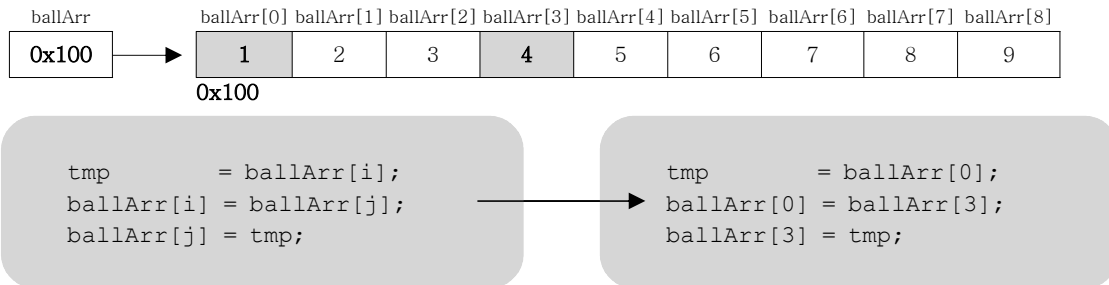 ballArr ballArr[0] ballArr[1] ballArr[2] ballArr[3] ballArr[4] ballArr[5] ballArr[6] ballArr[7] ballArr[8]
0x100 1 2 3 4 5 6 7 8 9
0x100
tmp = ballArr[i];
ballArr[i] = ballArr[j];
ballArr[j] = tmp;
tmp = ballArr[0];
ballArr[0] = ballArr[3];
ballArr[3] = tmp;